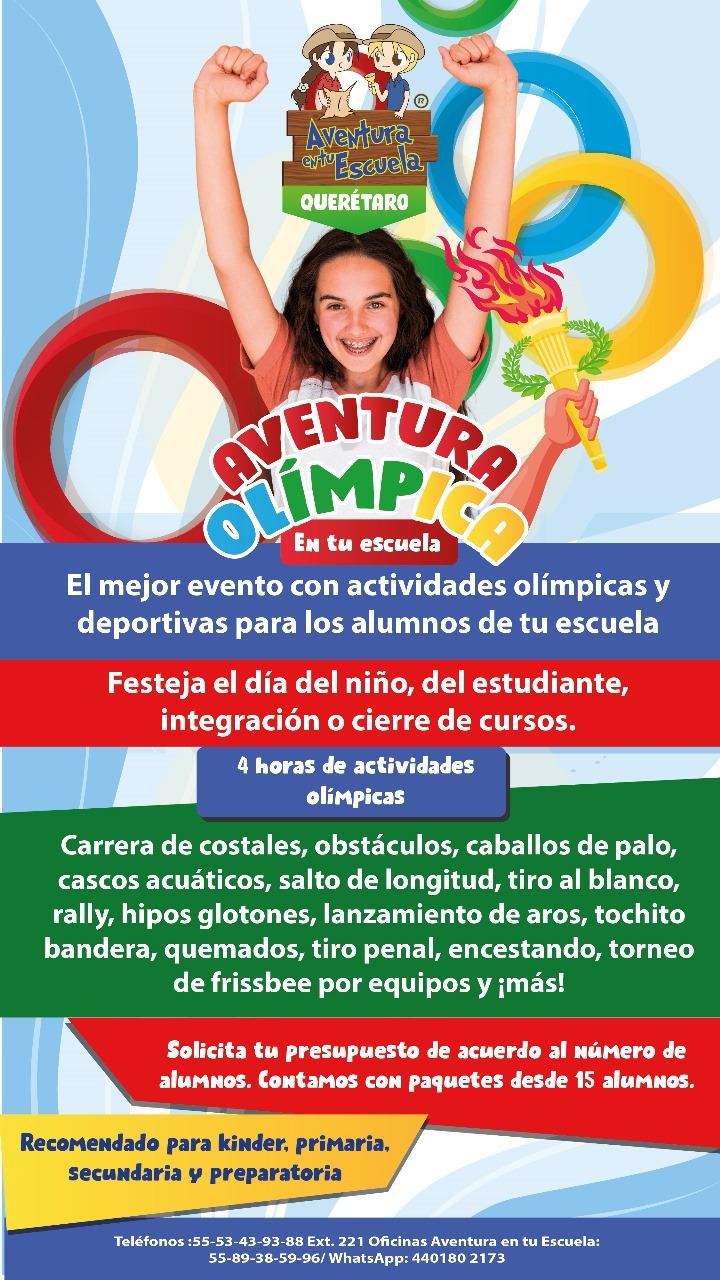 Aventura
en tu
Escuela
®
QUERÉTARO
AVENTURA
OLÍMPICA
En tu escuela
El mejor evento con actividades olímpicas y
deportivas para los alumnos de tu escuela
Festeja el día del niño, del estudiante,
integración o cierre de cursos.
4 horas de actividades
olímpicas
Carrera de costales, obstáculos, caballos de palo,
cascos acuáticos, salto de longitud, tiro al blanco,
rally, hipos glotones, lanzamiento de aros, tochito
bandera, quemados, tiro penal, encestando, torneo
de frissbee por equipos y ¡más!
Solicita tu presupuesto de acuerdo al número de
alumnos. Contamos con paquetes desde 15 alumnos.
Recomendado para kinder, primaria,
secundaria y preparatoria
Teléfonos :55-53-43-93-88 Ext. 221 Oficinas Aventura en tu Escuela:
55-89-38-59-96/ WhatsApp: 440180 2173